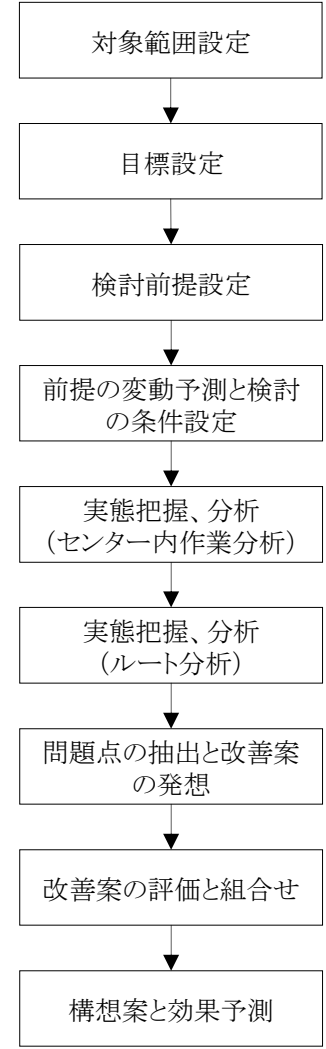 対象範囲設定
目標設定
検討前提設定
前提の変動予測と検討
の条件設定
実態把握、分析
（センター内作業分析）
実態把握、分析
（ルート分析）
問題点の抽出と改善案
の発想
改善案の評価と組合せ
構想案と効果予測